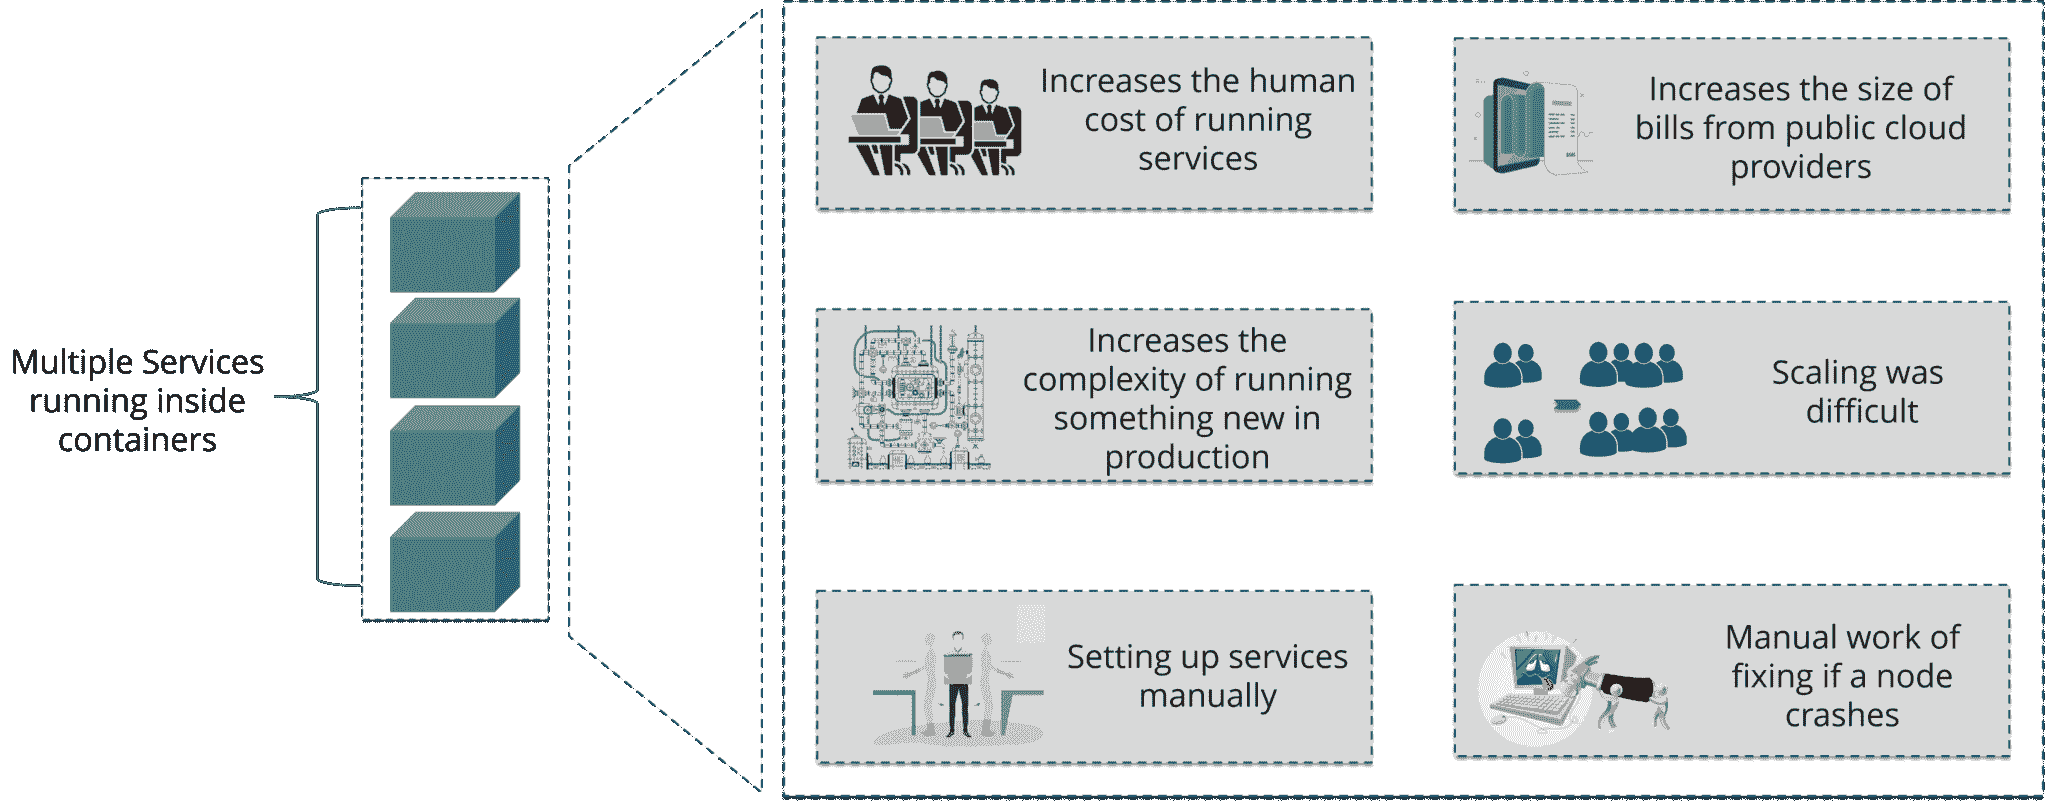 Multiple Services
running inside
containers
Increases the human
cost of running
services
Increases the size of
bills from public cloud
providers
Increases the
complexity of running
something new in
production
Scaling was
difficult
Setting up services
manually
Manual work of
fixing if a node
crashes